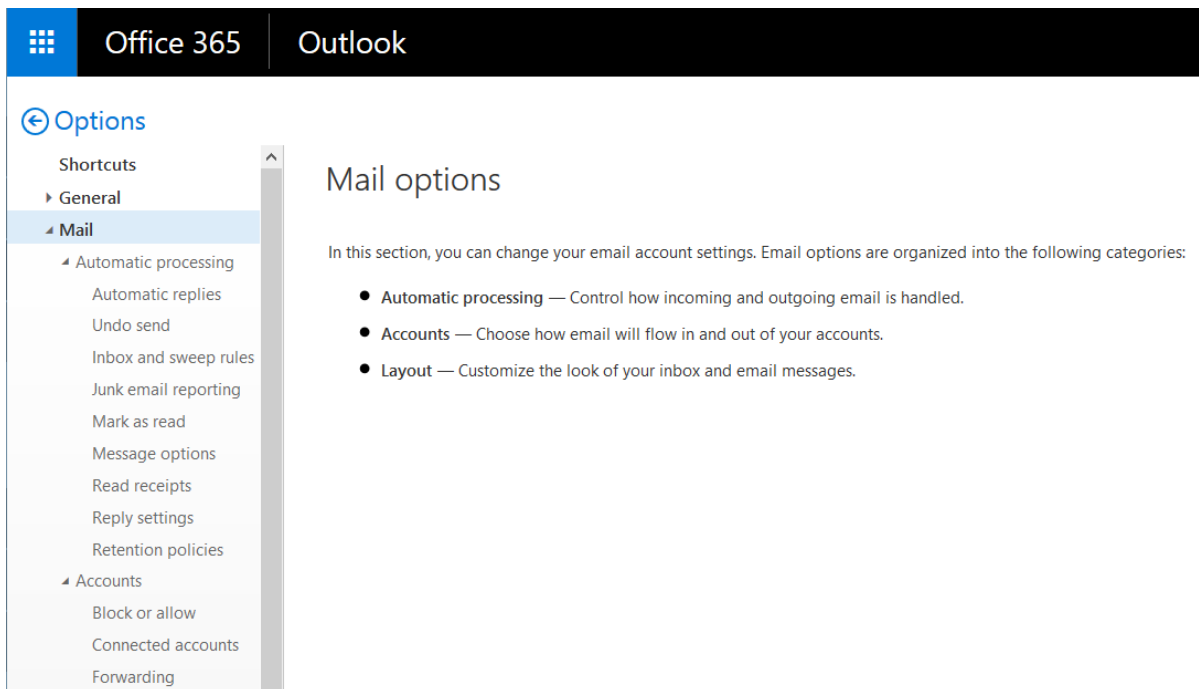 Office 365 Outlook
Options
Shortcuts
General
Mail
Automatic processing
Automatic replies
Undo send
Inbox and sweep rules
Junk email reporting
Mark as read
Message options
Read receipts
Reply settings
Retention policies
Accounts
Block or allow
Connected accounts
Forwarding
Mail options
In this section, you can change your email account settings. Email options are organized into the following categories:
● Automatic processing — Control how incoming and outgoing email is handled.
● Accounts — Choose how email will flow in and out of your accounts.
● Layout — Customize the look of your inbox and email messages.